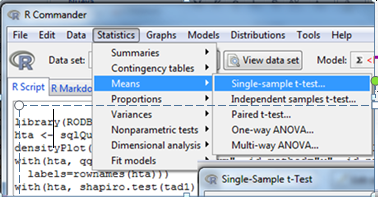 R Commander
File Edit Data Statistics Graphs Models Distributions Tools Help
Data set: View data set Model: Σ
R Script R Markdo
Summaries
Contingency tables
Means
Proportions
Variances
Nonparametric tests
Dimensional analysis
Fit models
Single-sample t-test...
Independent samples t-test...
Paired t-test...
One-way ANOVA...
Multi-way ANOVA...
library(RODB
hta <- sqlQu
densityPlot(
with(hta, qq
labels=rownames(hta)))
with(hta, shapiro.test(tad1)
Single-Sample t-Test